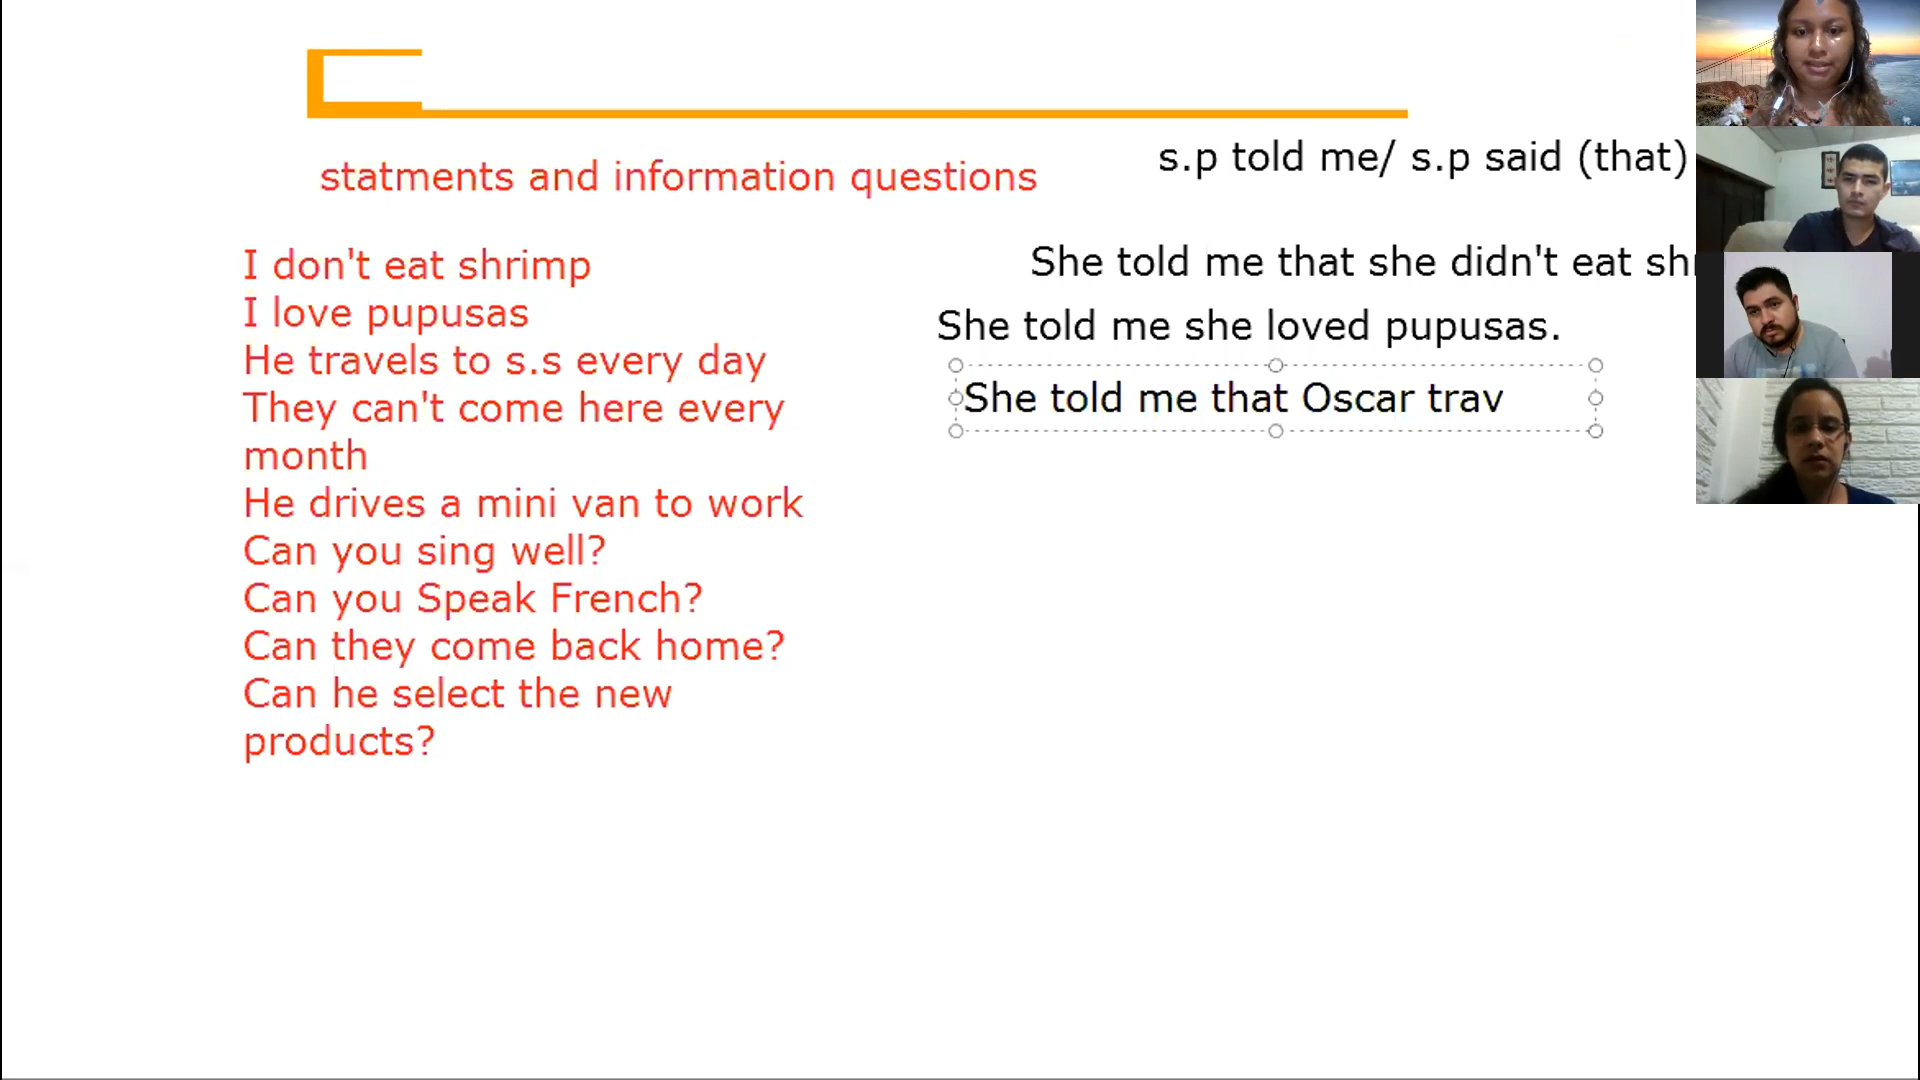 statments and information questions
s.p told me/ s.p said (that)
I don't eat shrimp
I love pupusas
He travels to s.s every day
They can't come here every
month
He drives a mini van to work
Can you sing well?
Can you Speak French?
Can they come back home?
Can he select the new
products?
She told me that she didn't eat
She told me she loved pupusas.
She told me that Oscar trav